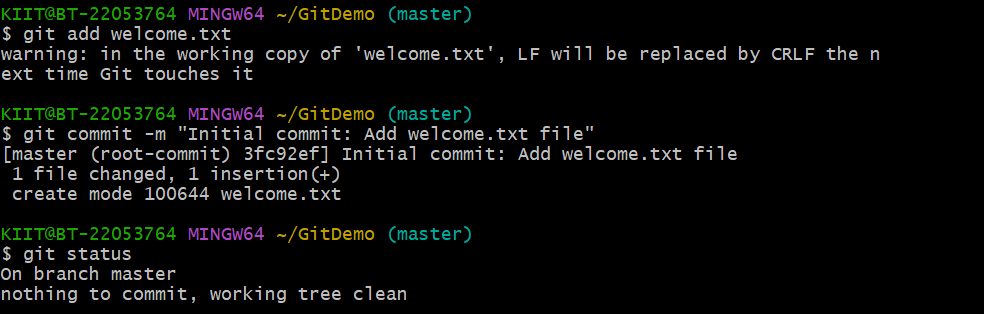 KIIT@BT-22053764 MINGW64 ~/GitDemo (master)
$ git add welcome.txt
warning: in the working copy of 'welcome.txt', LF will be replaced by CRLF the n
ext time Git touches it
KIIT@BT-22053764 MINGW64 ~/GitDemo (master)
$ git commit -m "Initial commit: Add welcome.txt file"
[master (root-commit) 3fc92ef] Initial commit: Add welcome.txt file
 1 file changed, 1 insertion(+)
 create mode 100644 welcome.txt
KIIT@BT-22053764 MINGW64 ~/GitDemo (master)
$ git status
On branch master
nothing to commit, working tree clean